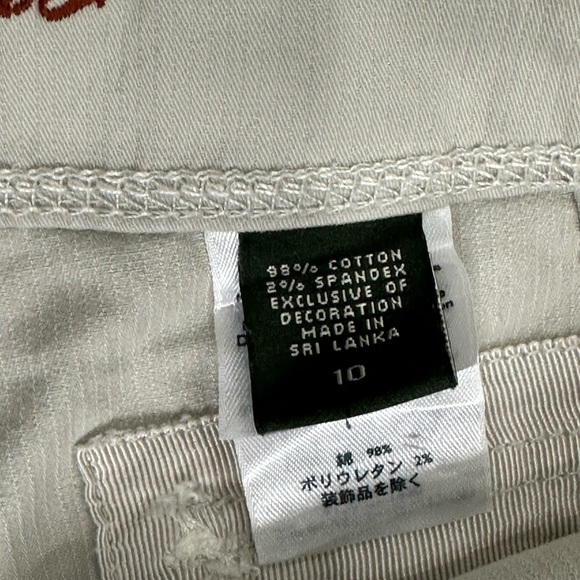 98% COTTON
2% SPANDEX
EXCLUSIVE OF
DECORATION
MADE IN
SRI LANKA
10
綿 98%
ポリウレタン 2%
装飾品を除く